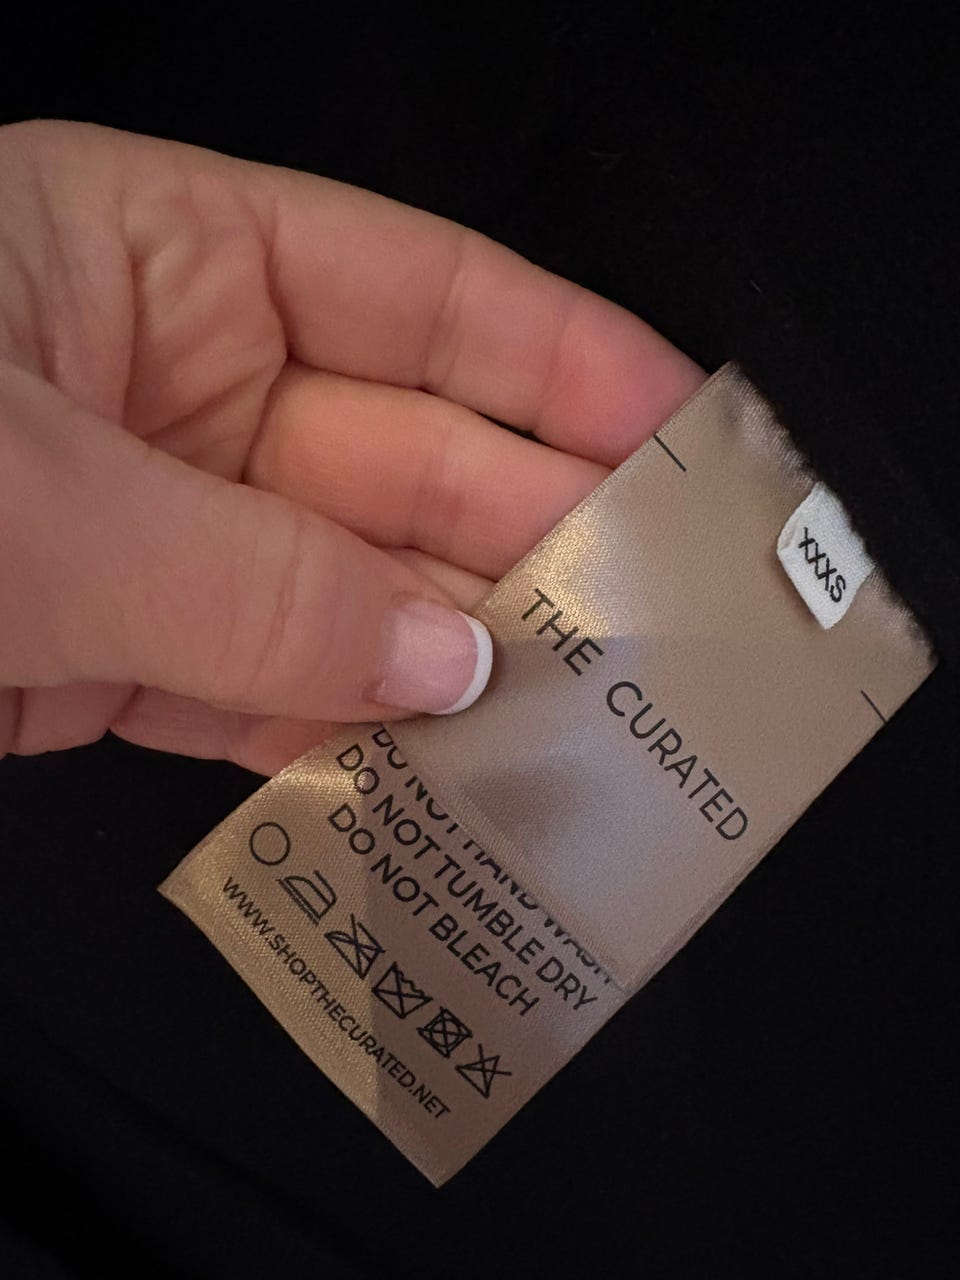 XXXS
THE CURATED
DO NOT HAND WASH
DO NOT TUMBLE DRY
DO NOT BLEACH
WWW.SHOPTHECURATED.NET